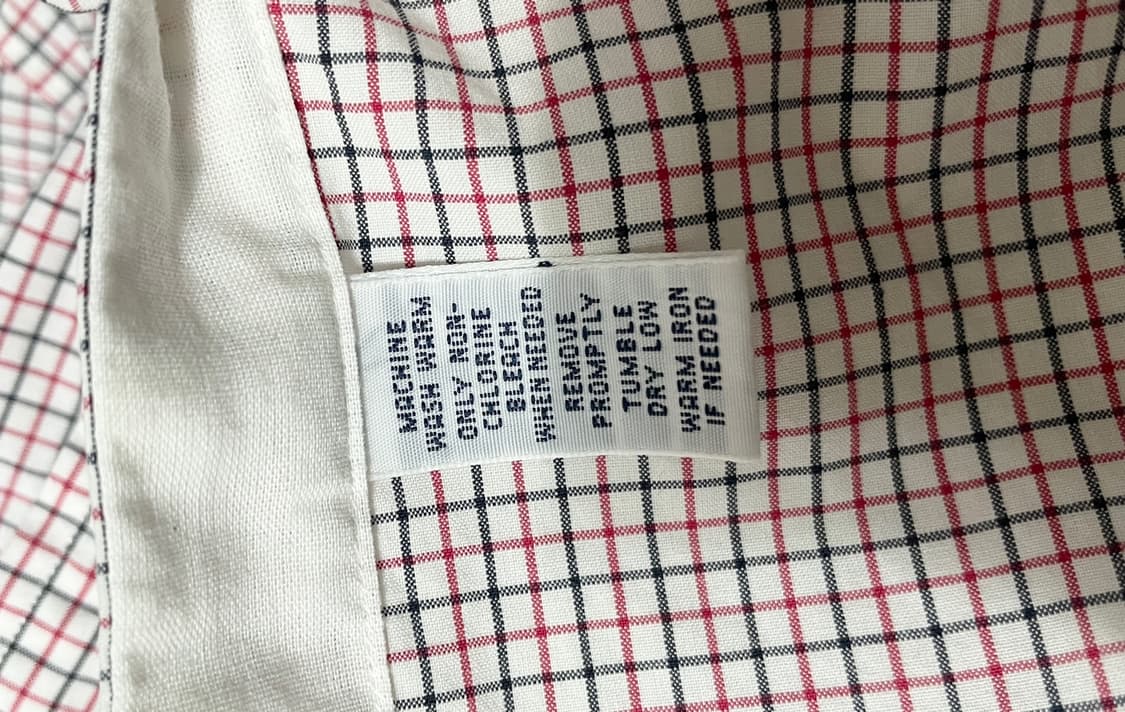 MACHINE
WASH WARM
ONLY NON-
CHLORINE
BLEACH
WHEN NEEDED
REMOVE
PROMPTLY
TUMBLE
DRY LOW
WARM IRON
IF NEEDED